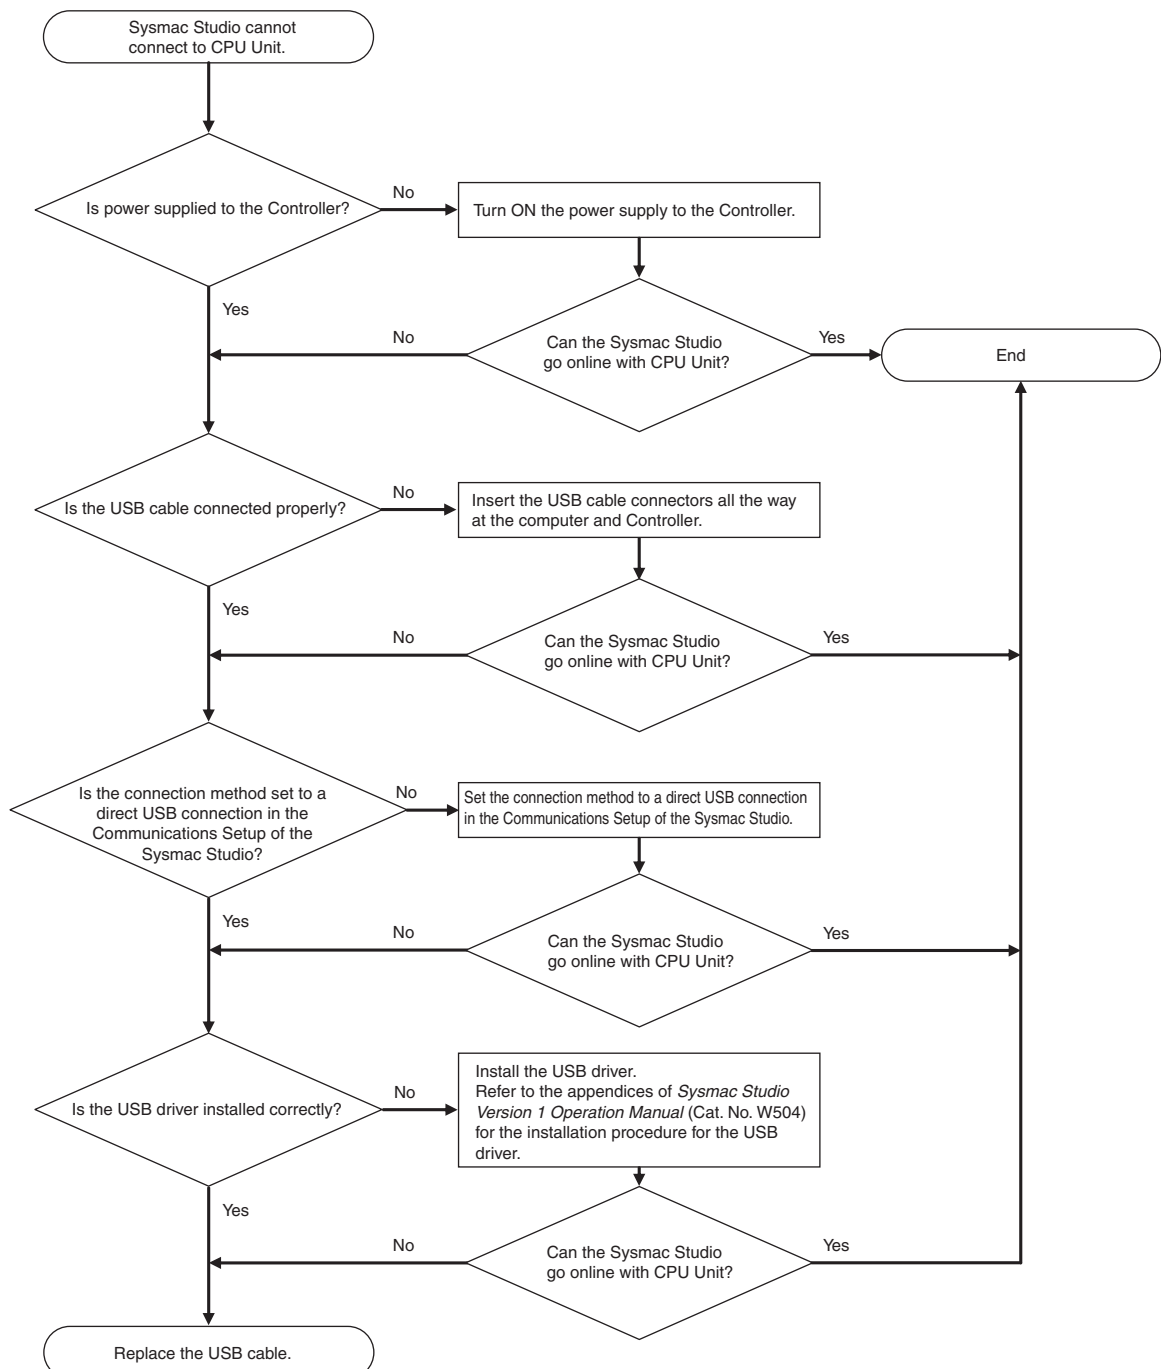 Sysmac Studio cannot
connect to CPU Unit.
Is power supplied to the Controller?
No
Turn ON the power supply to the Controller.
Yes
No
Can the Sysmac Studio
go online with CPU Unit?
Yes
End
Is the USB cable connected properly?
No
Insert the USB cable connectors all the way
at the computer and Controller.
Yes
No
Can the Sysmac Studio
go online with CPU Unit?
Yes
Is the connection method set to a
direct USB connection in the
Communications Setup of the
Sysmac Studio?
No
Set the connection method to a direct USB connection
in the Communications Setup of the Sysmac Studio.
Yes
No
Can the Sysmac Studio
go online with CPU Unit?
Yes
Is the USB driver installed correctly?
No
Install the USB driver.
Refer to the appendices of Sysmac Studio
Version 1 Operation Manual (Cat. No. W504)
for the installation procedure for the USB
driver.
Yes
No
Can the Sysmac Studio
go online with CPU Unit?
Yes
Replace the USB cable.